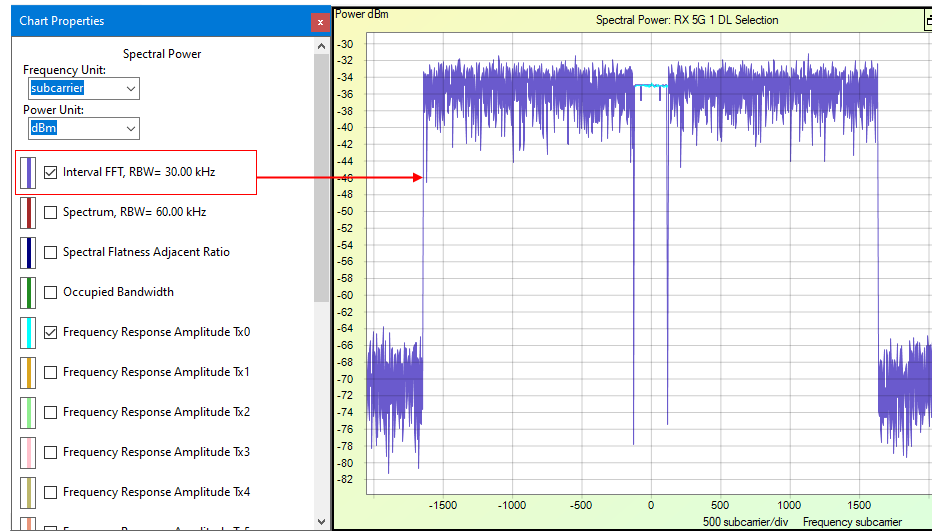 Chart Properties
x
Spectral Power
Frequency Unit:
subcarrier
Power Unit:
dBm
Interval FFT, RBW= 30.00 kHz
Spectrum, RBW= 60.00 kHz
Spectral Flatness Adjacent Ratio
Occupied Bandwidth
Frequency Response Amplitude Tx0
Frequency Response Amplitude Tx1
Frequency Response Amplitude Tx2
Frequency Response Amplitude Tx3
Frequency Response Amplitude Tx4
Power dBm
Spectral Power: RX 5G 1 DL Selection
-30
-32
-34
-36
-38
-40
-42
-44
-46
-48
-50
-52
-54
-56
-58
-60
-62
-64
-66
-68
-70
-72
-74
-76
-78
-80
-82
-1500 -1000 -500 0 500 1000 1500
500 subcarrier/div Frequency subcarrier